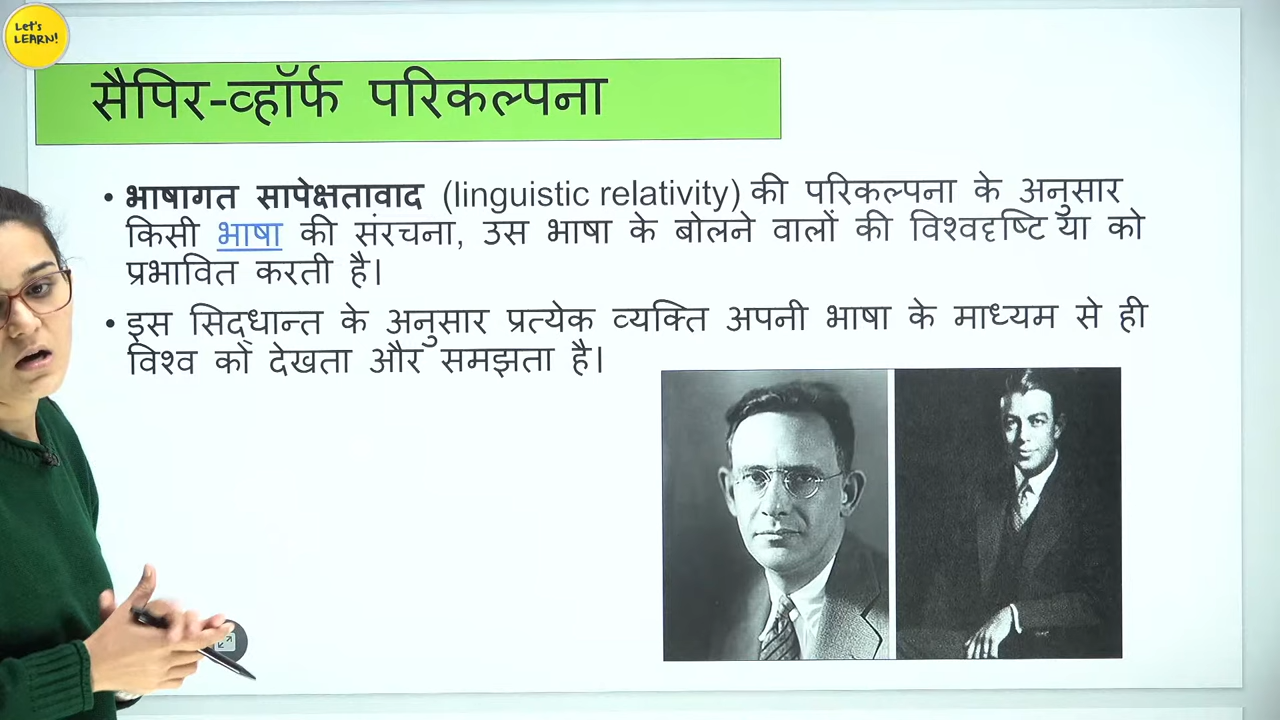 Let's
LEARN!
सैपिर-व्हॉर्फ परिकल्पना
• भाषागत सापेक्षतावाद (linguistic relativity) की परिकल्पना के अनुसार
किसी भाषा की संरचना, उस भाषा के बोलने वालों की विश्वदृष्टि या को
प्रभावित करती है।
• इस सिद्धान्त के अनुसार प्रत्येक व्यक्ति अपनी भाषा के माध्यम से ही
विश्व को देखता और समझता है।